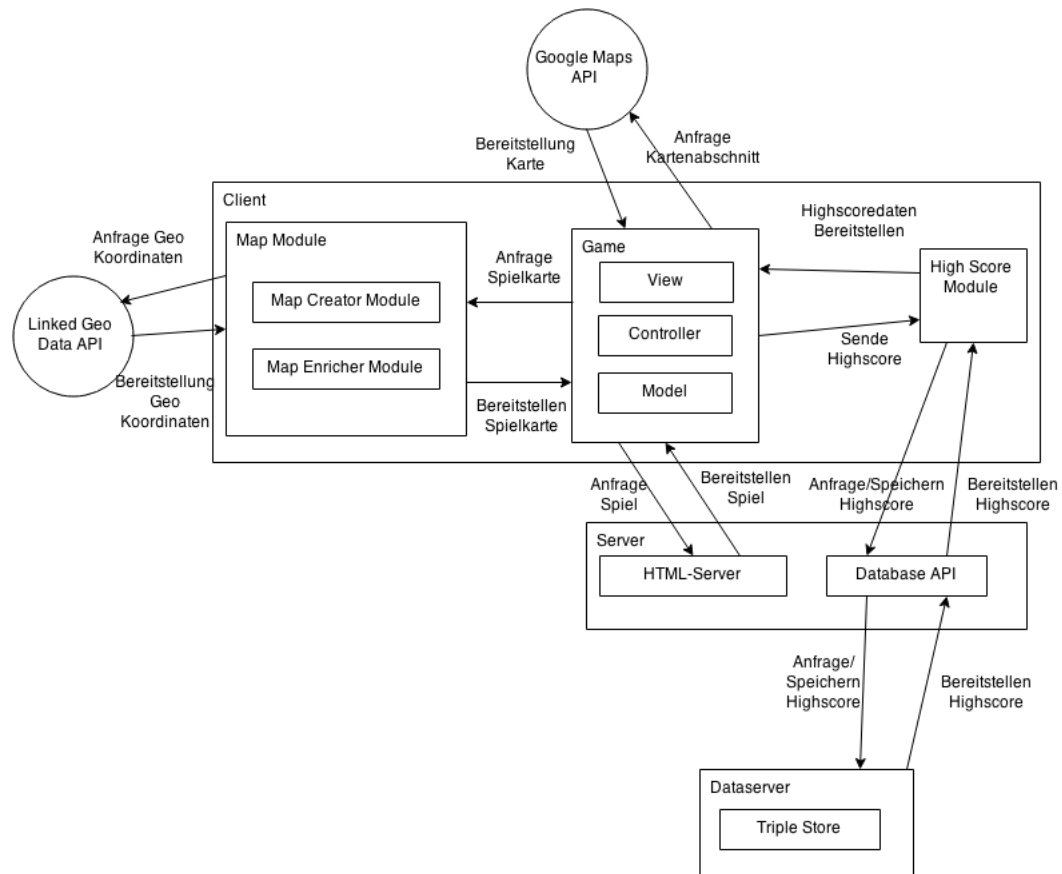 Google Maps
API
Bereitstellung
Karte
Anfrage
Kartenabschnitt
Client
Highscoredaten
Bereitstellen
Map Module
Game
Anfrage Geo
Koordinaten
Anfrage
Spielkarte
View
High Score
Module
Map Creator Module
Linked Geo
Data API
Controller
Sende
Highscore
Map Enricher Module
Bereitstellung
Geo
Koordinaten
Model
Bereitstellen
Spielkarte
Anfrage
Spiel
Bereitstellen
Spiel
Anfrage/Speichern
Highscore
Bereitstellen
Highscore
Server
HTML-Server
Database API
Anfrage/
Speichern
Highscore
Bereitstellen
Highscore
Dataserver
Triple Store